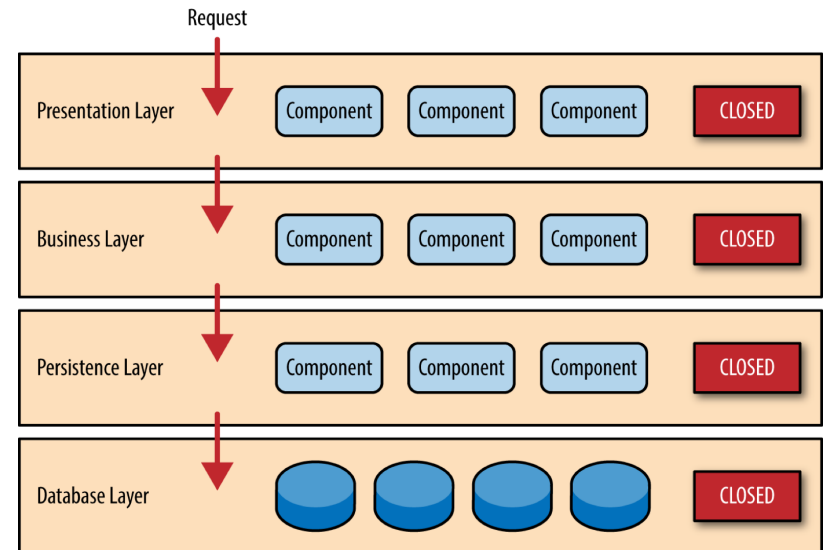 Request
Presentation Layer Component Component Component CLOSED
Business Layer Component Component Component CLOSED
Persistence Layer Component Component Component CLOSED
Database Layer CLOSED